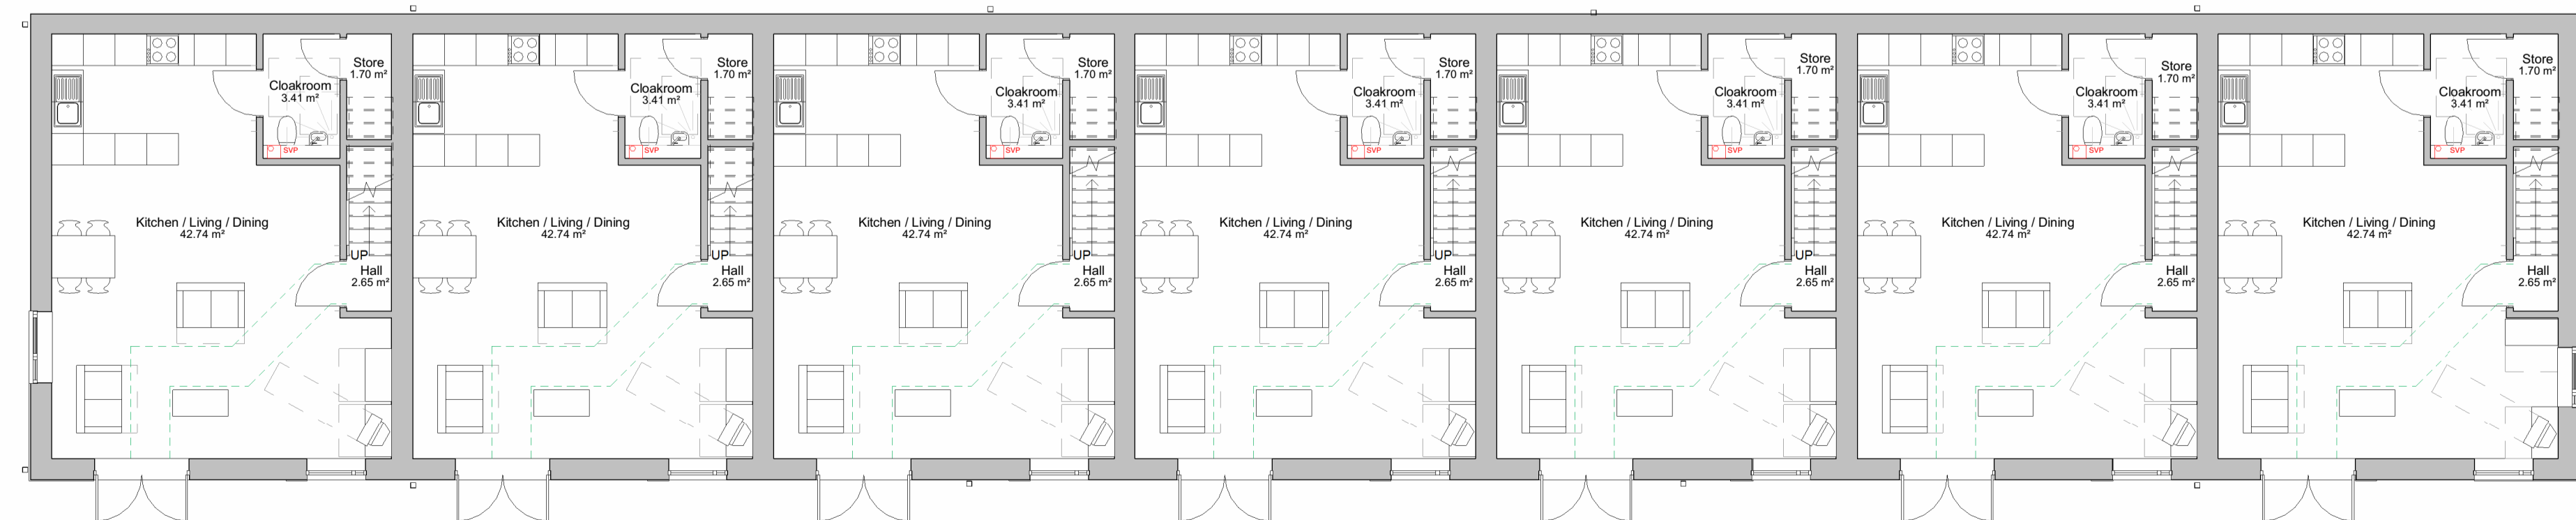 Store
1.70 m²
Cloakroom
3.41 m²
SVP
Kitchen / Living / Dining
42.74 m²
UP
Hall
2.65 m²
Store
1.70 m²
Cloakroom
3.41 m²
SVP
Kitchen / Living / Dining
42.74 m²
UP
Hall
2.65 m²
Store
1.70 m²
Cloakroom
3.41 m²
SVP
Kitchen / Living / Dining
42.74 m²
UP
Hall
2.65 m²
Store
1.70 m²
Cloakroom
3.41 m²
SVP
Kitchen / Living / Dining
42.74 m²
UP
Hall
2.65 m²
Store
1.70 m²
Cloakroom
3.41 m²
SVP
Kitchen / Living / Dining
42.74 m²
UP
Hall
2.65 m²
Store
1.70 m²
Cloakroom
3.41 m²
SVP
Kitchen / Living / Dining
42.74 m²
Hall
2.65 m²
Store
1.70 m²
Cloakroom
3.41 m²
SVP
Kitchen / Living / Dining
42.74 m²
Hall
2.65 m²